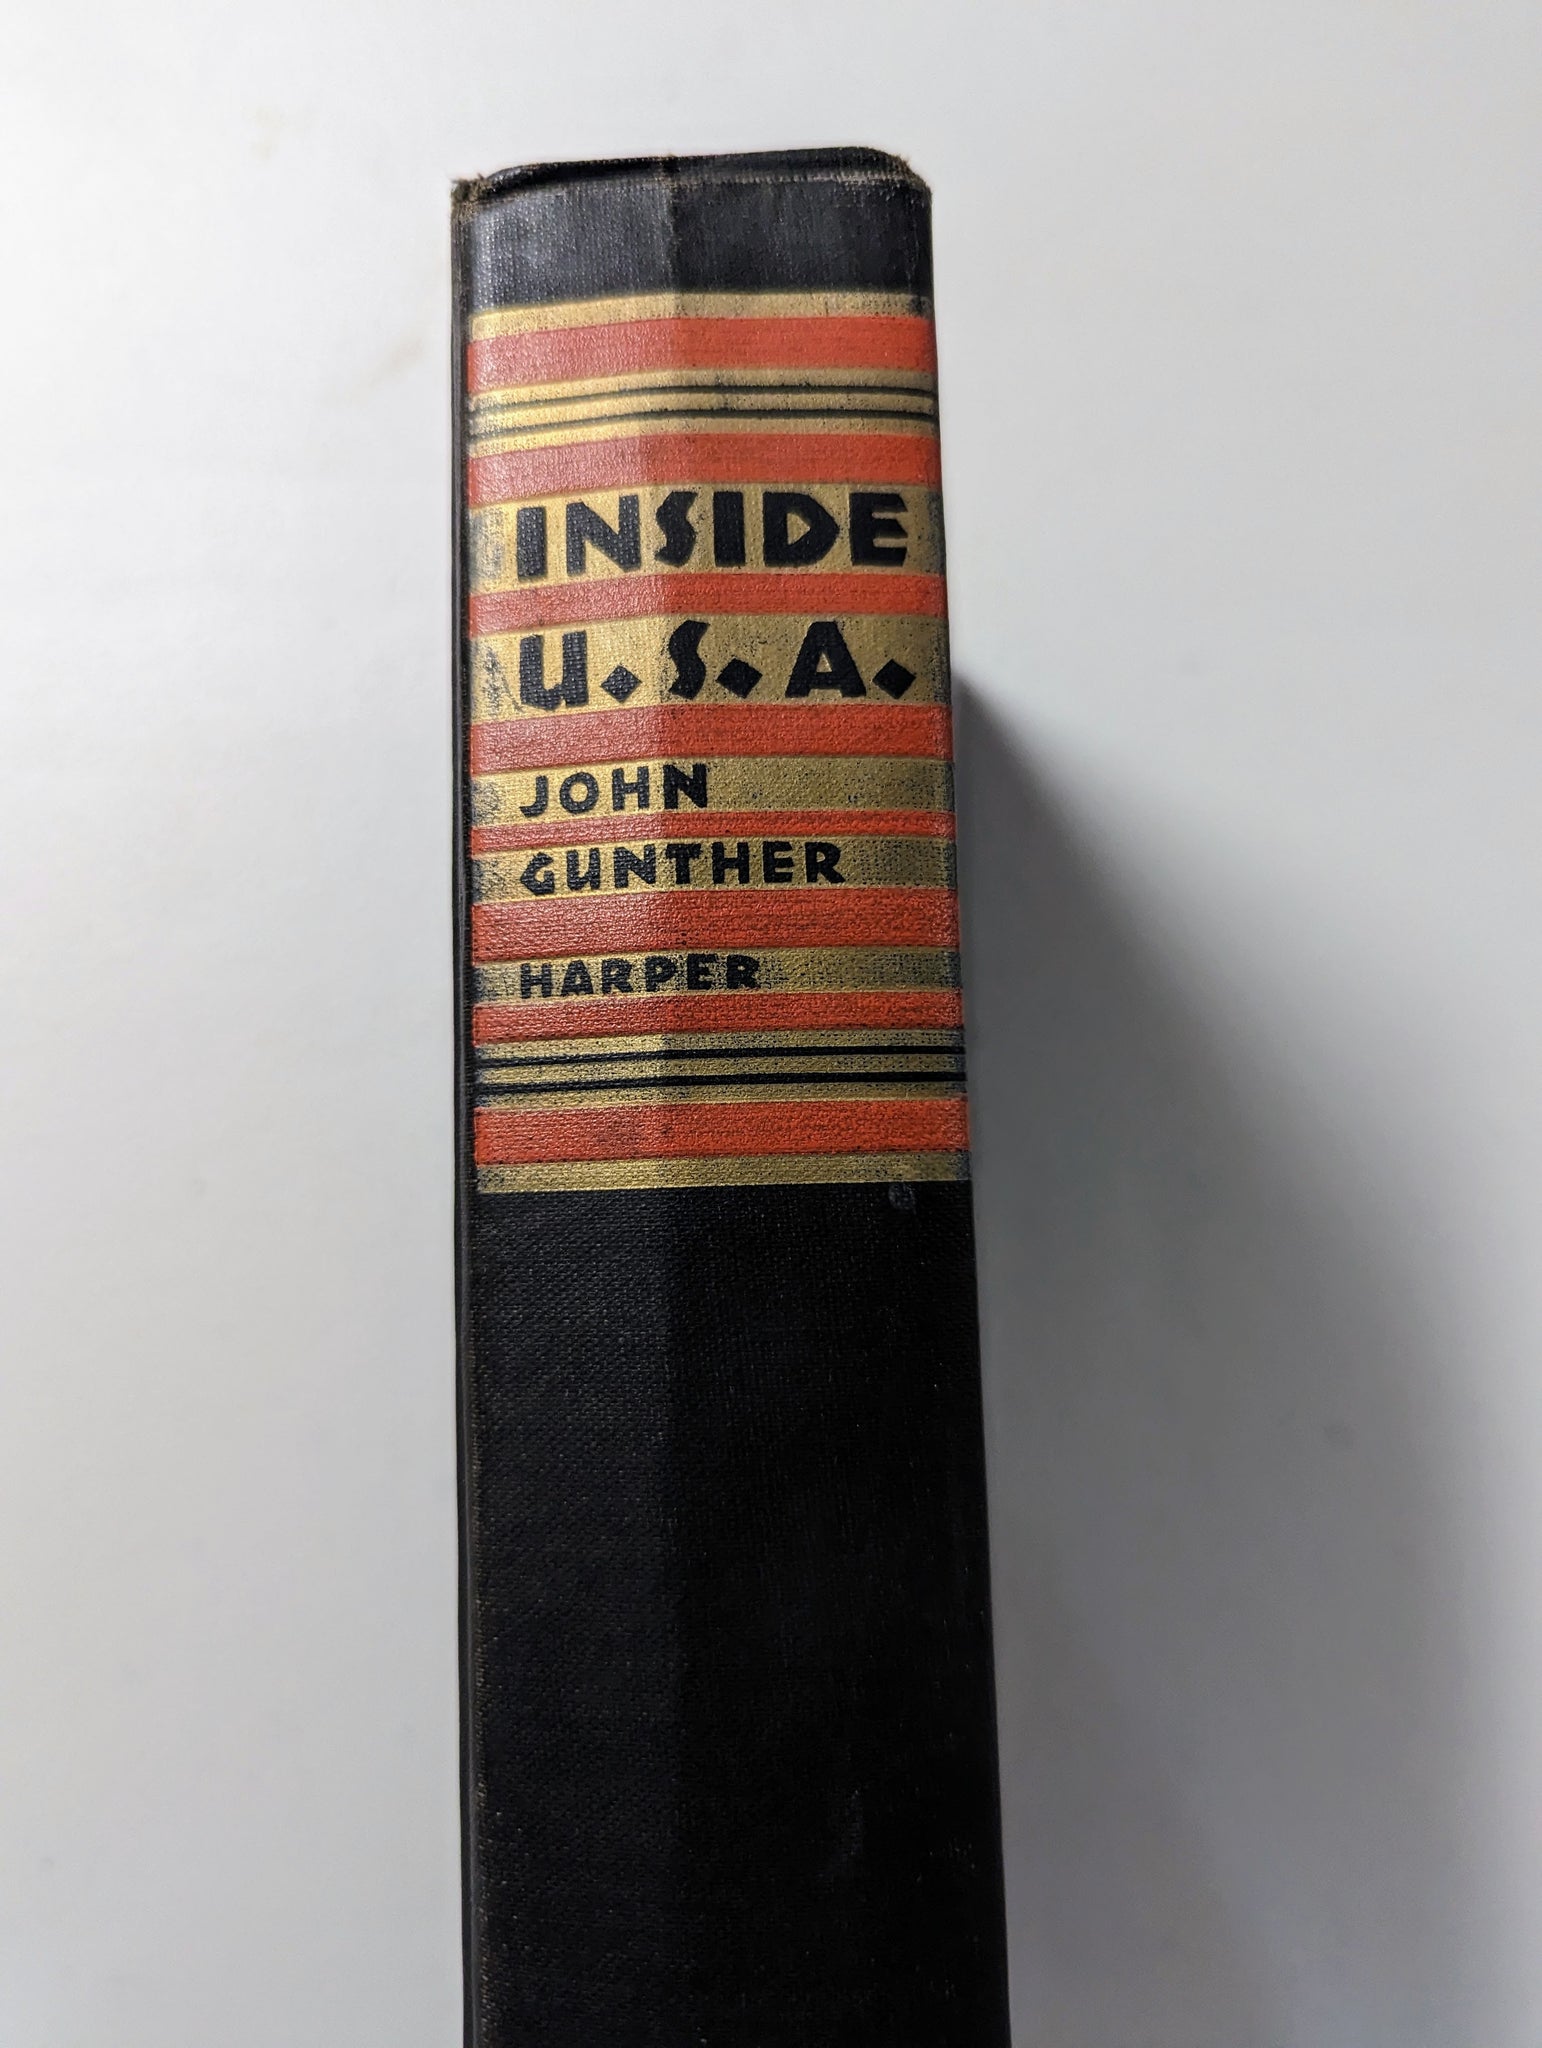 INSIDE
U.S.A.
JOHN
GUNTHER
HARPER